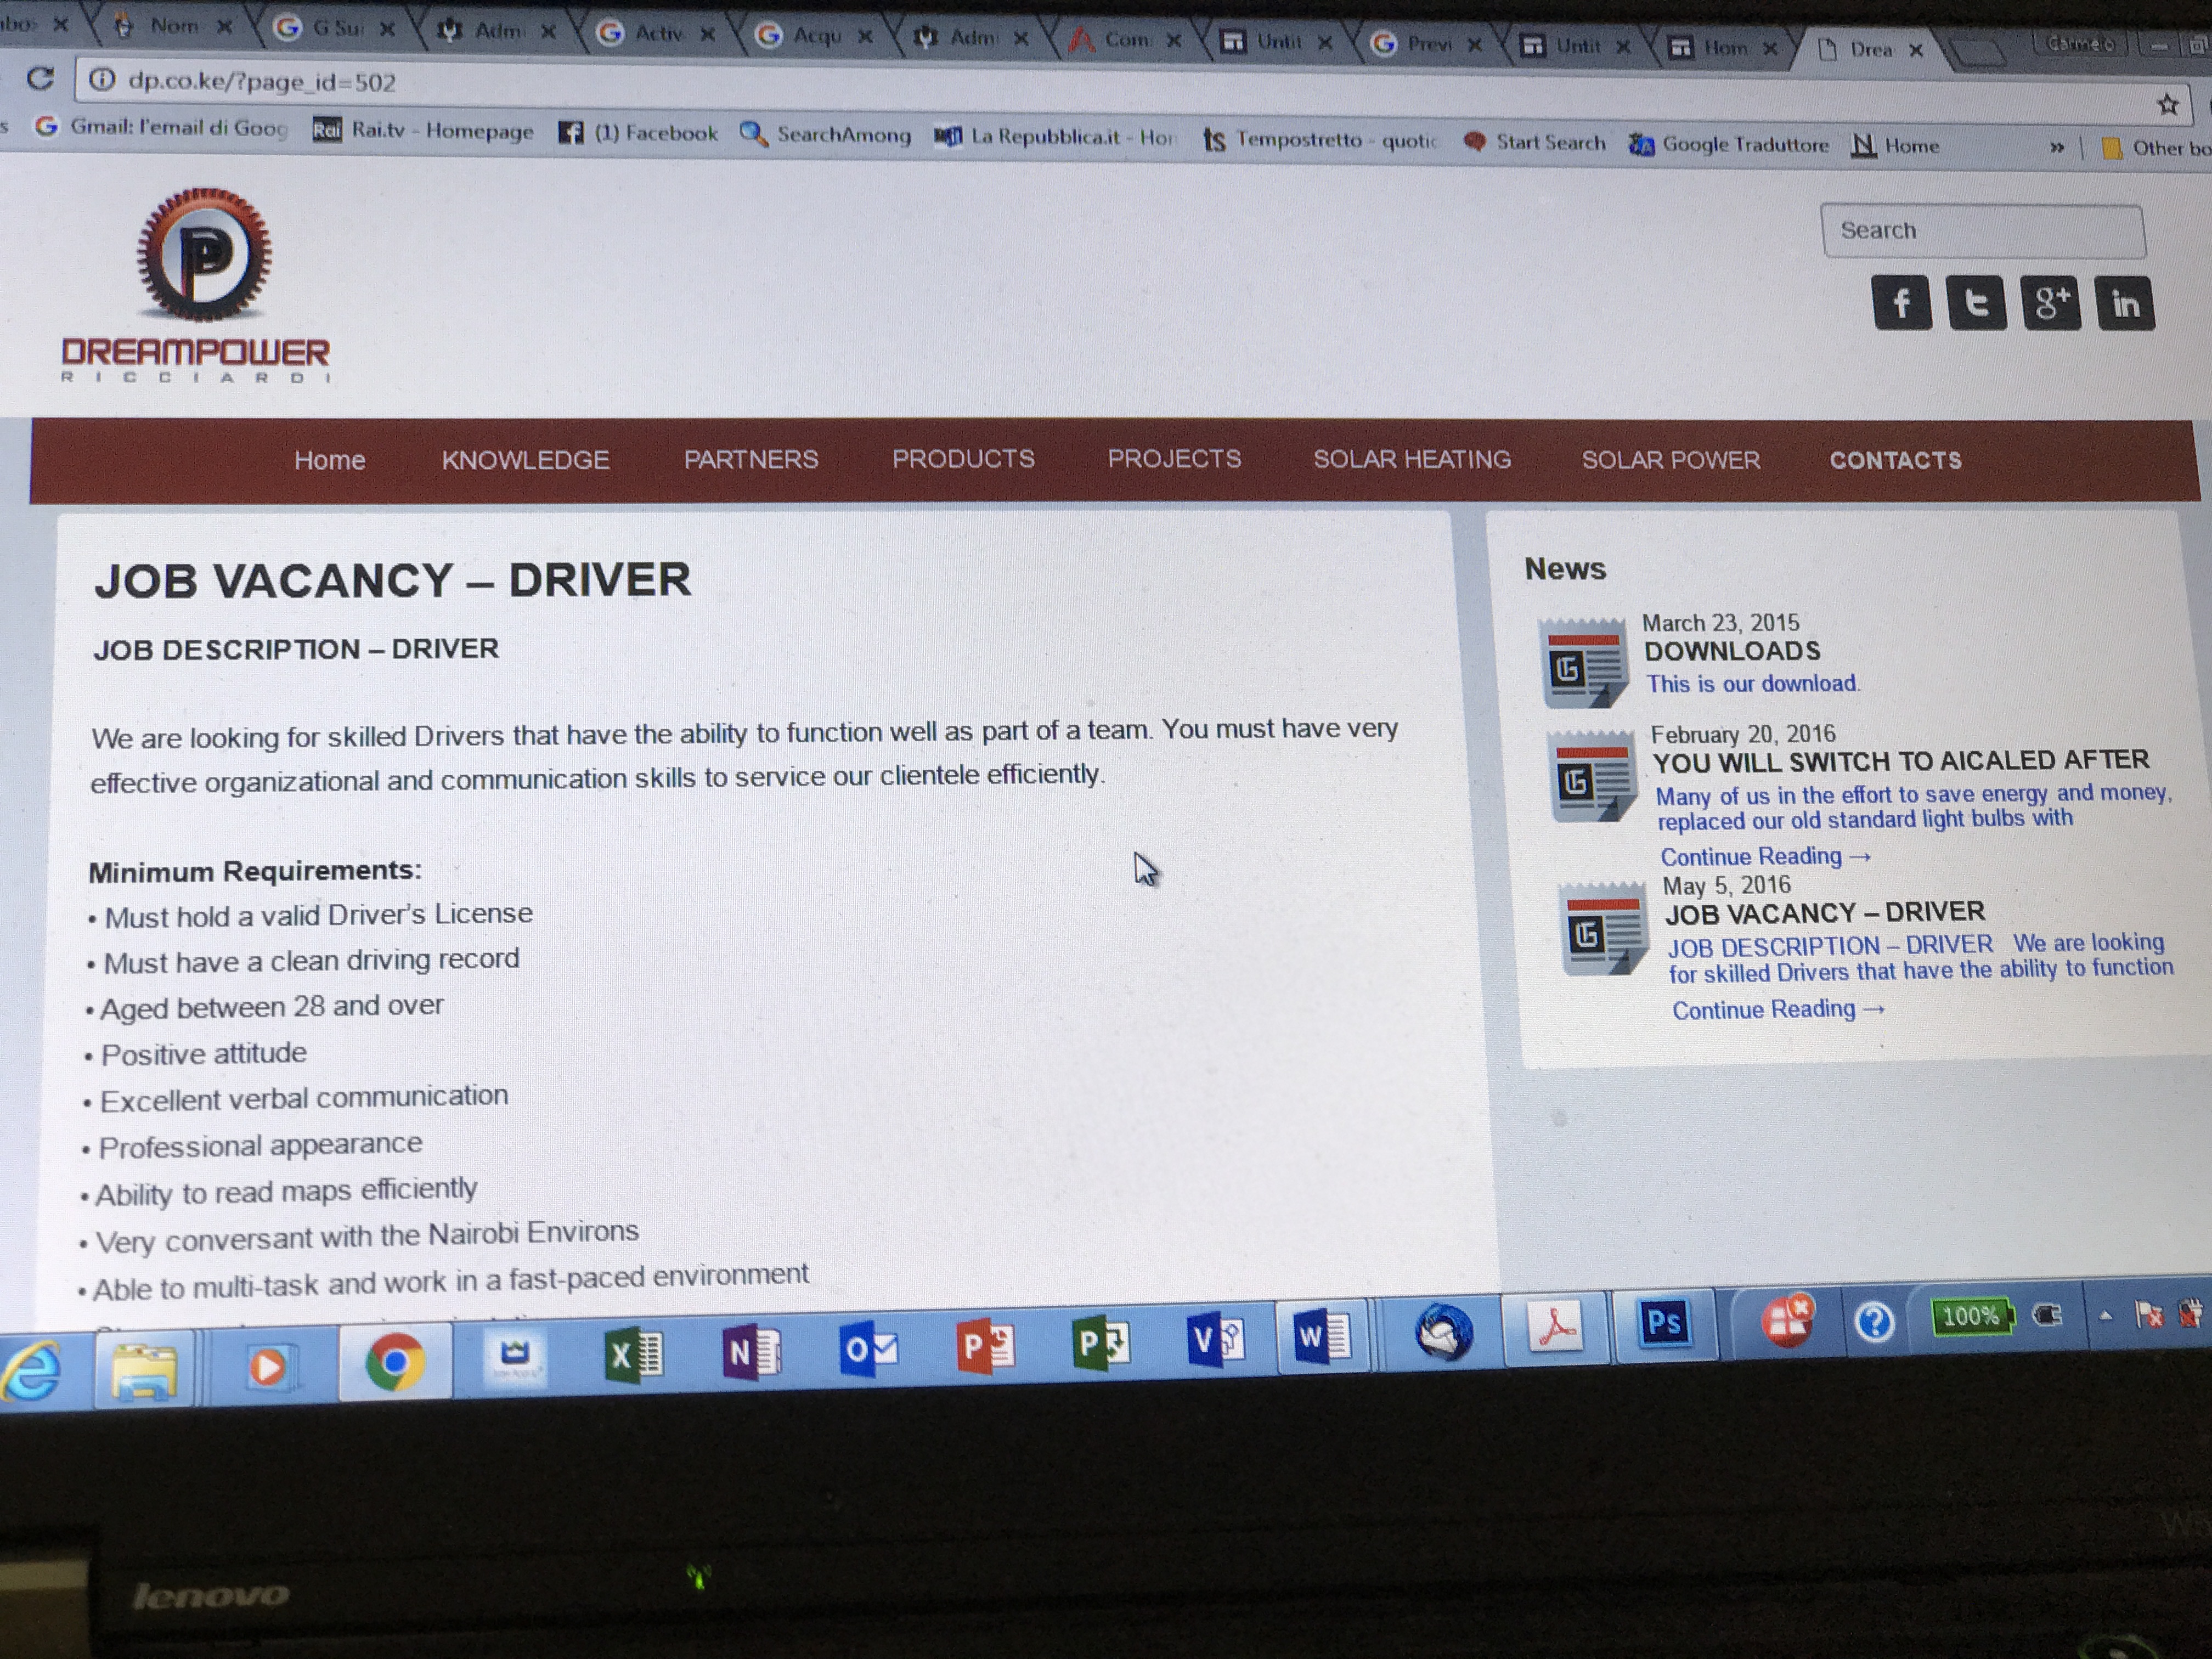 Nom
G Su
Adm
Activ
Acqu
Adm
Com
Untit
Previ
Untit
Hom
Drea
Carmelo
dp.co.ke/?page_id=502
s
Gmail: l'email di Goog
Rai
Rai.tv - Homepage
(1) Facebook
SearchAmong
La Repubblica.it - Hor
ts
Tempostretto - quotic
Start Search
Google Traduttore
N
Home
»
Other bo
DREAMPOWER
RICCIARDI
Search
f t g+ in
Home KNOWLEDGE PARTNERS PRODUCTS PROJECTS SOLAR HEATING SOLAR POWER CONTACTS
JOB VACANCY – DRIVER
JOB DESCRIPTION – DRIVER
We are looking for skilled Drivers that have the ability to function well as part of a team. You must have very
effective organizational and communication skills to service our clientele efficiently.
Minimum Requirements:
• Must hold a valid Driver's License
• Must have a clean driving record
• Aged between 28 and over
• Positive attitude
• Excellent verbal communication
• Professional appearance
• Ability to read maps efficiently
• Very conversant with the Nairobi Environs
• Able to multi-task and work in a fast-paced environment
News
March 23, 2015
DOWNLOADS
This is our download.
February 20, 2016
YOU WILL SWITCH TO AICALED AFTER
Many of us in the effort to save energy and money,
replaced our old standard light bulbs with
Continue Reading →
May 5, 2016
JOB VACANCY – DRIVER
JOB DESCRIPTION – DRIVER We are looking
for skilled Drivers that have the ability to function
Continue Reading →
X N O P P V W Ps ? 100%
lenovo